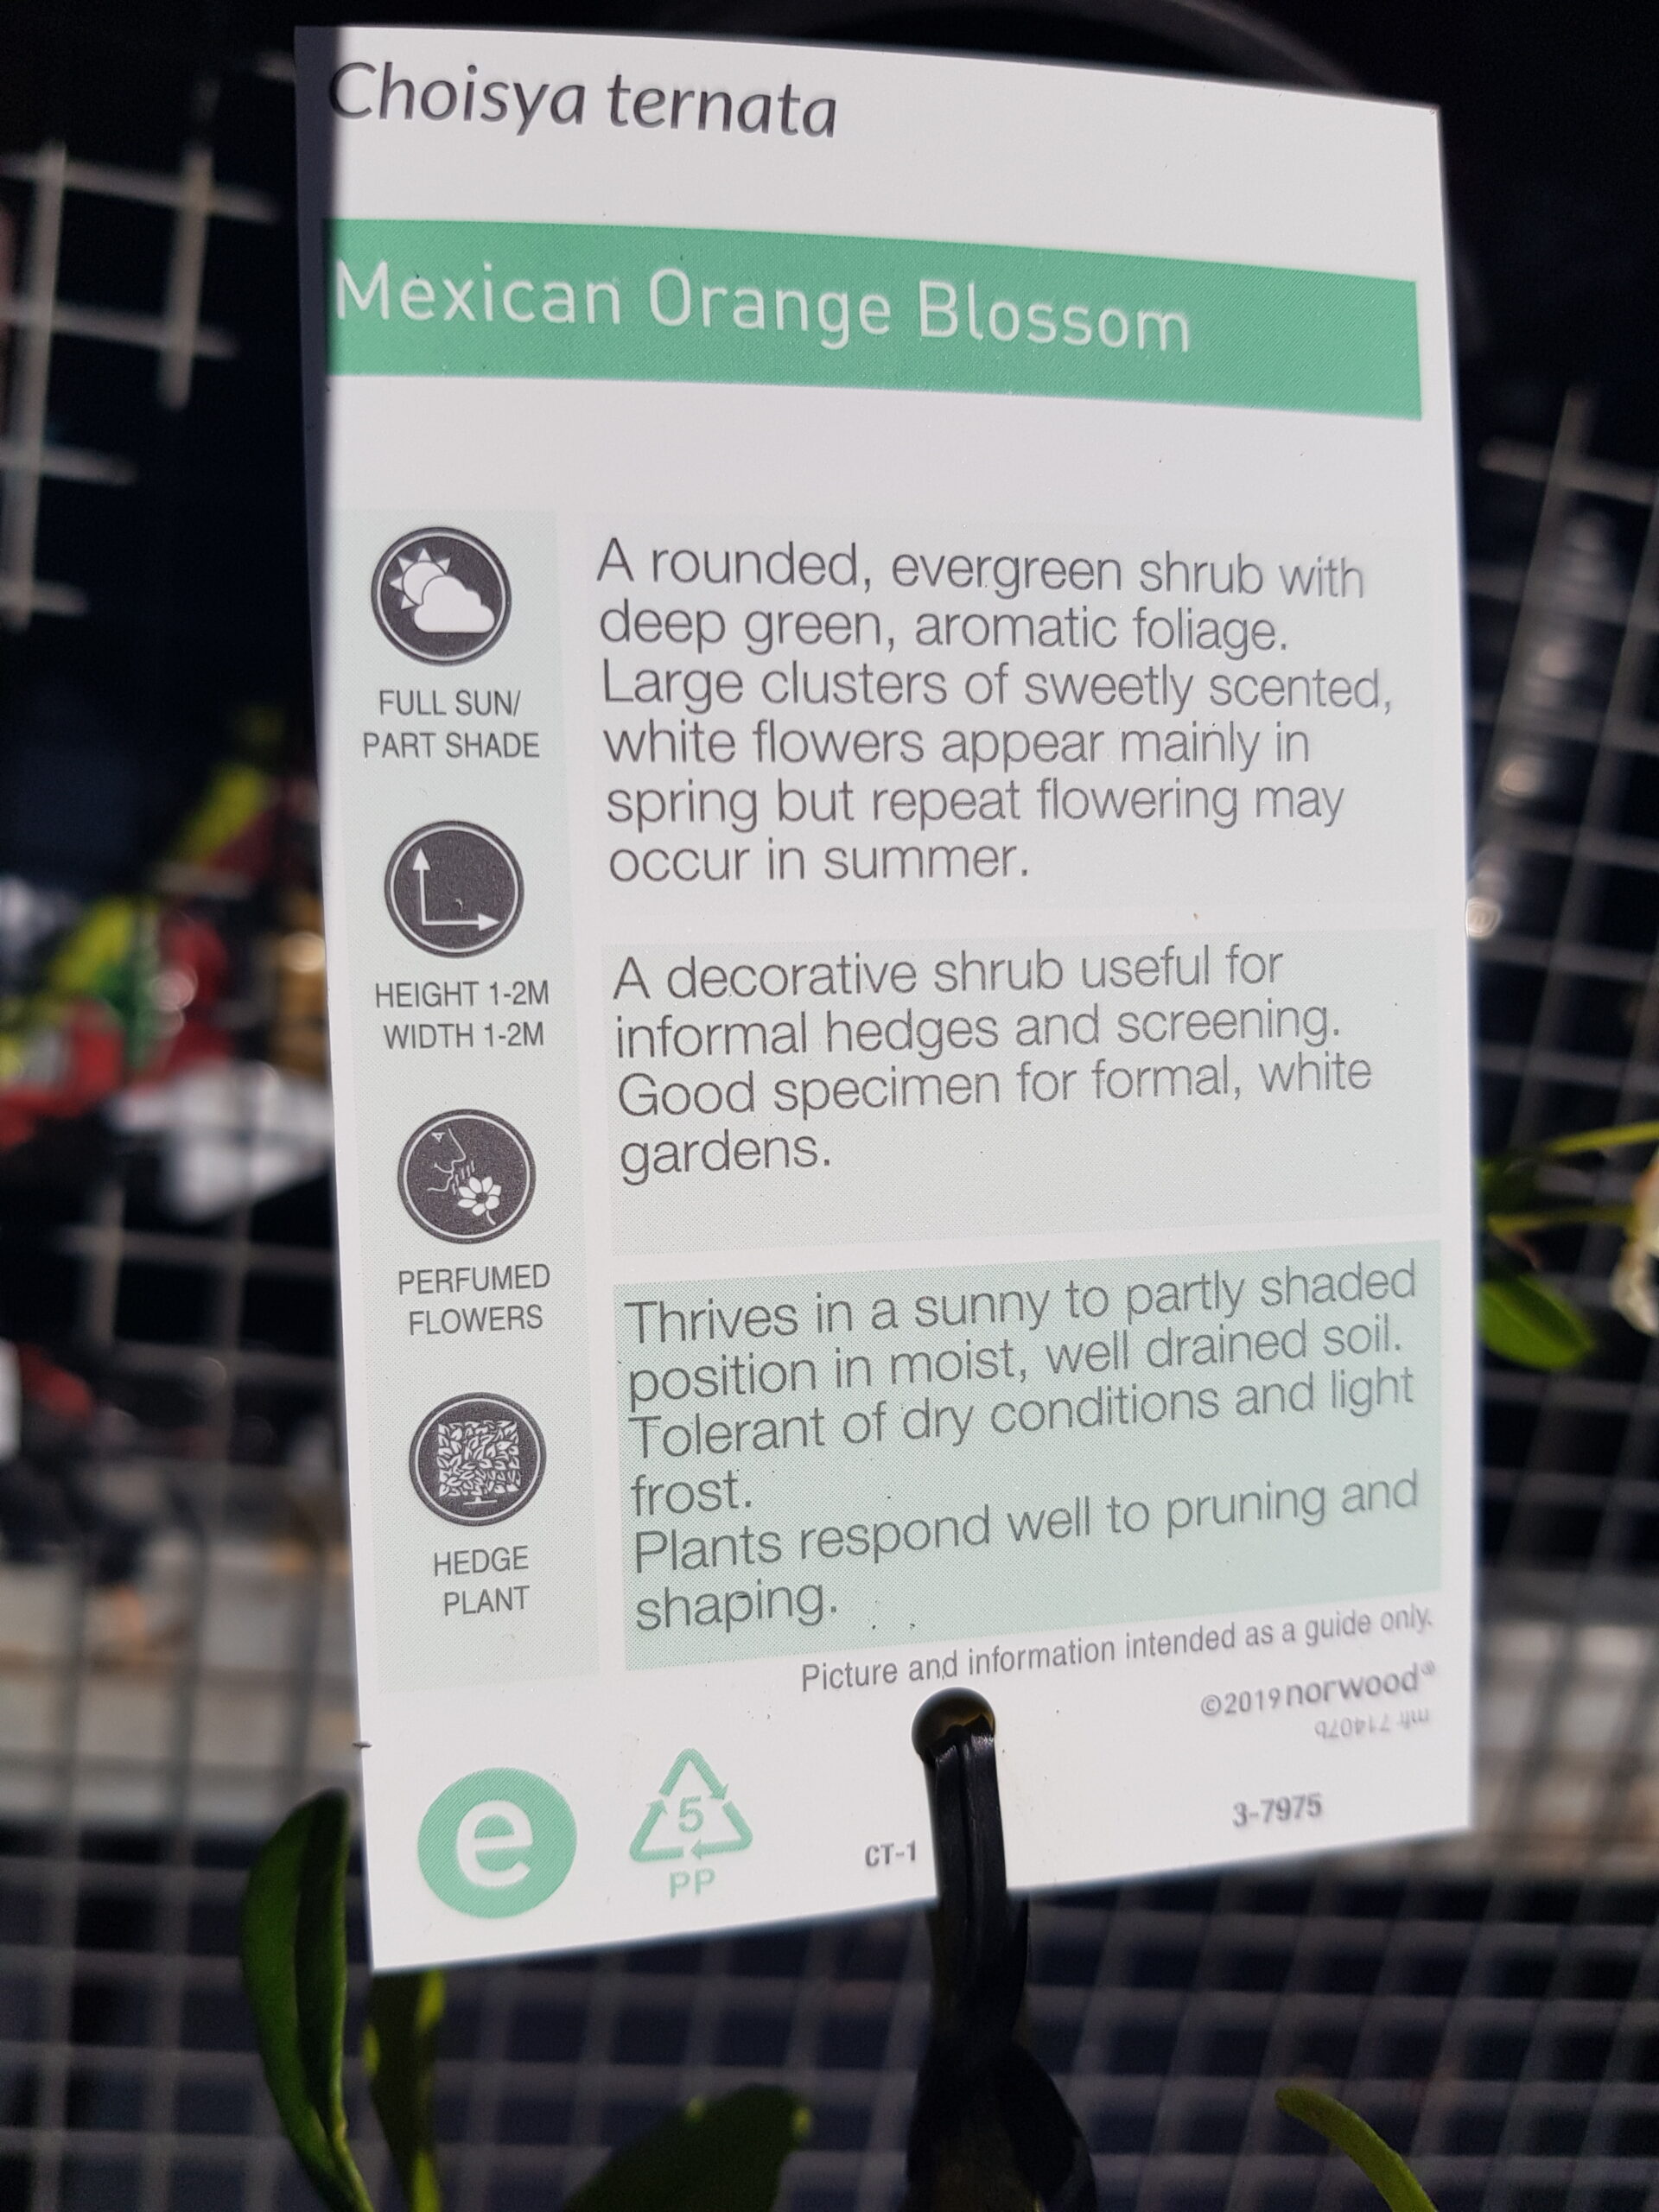 Choisya ternata
Mexican Orange Blossom
FULL SUN/
PART SHADE
HEIGHT 1-2M
WIDTH 1-2M
PERFUMED
FLOWERS
HEDGE
PLANT
A rounded, evergreen shrub with
deep green, aromatic foliage.
Large clusters of sweetly scented,
white flowers appear mainly in
spring but repeat flowering may
occur in summer.
A decorative shrub useful for
informal hedges and screening.
Good specimen for formal, white
gardens.
Thrives in a sunny to partly shaded
position in moist, well drained soil.
Tolerant of dry conditions and light
frost.
Plants respond well to pruning and
shaping.
Picture and information intended as a guide only.
©2019 norwood®
mfr 71407b
e
5
PP
CT-1
3-7975